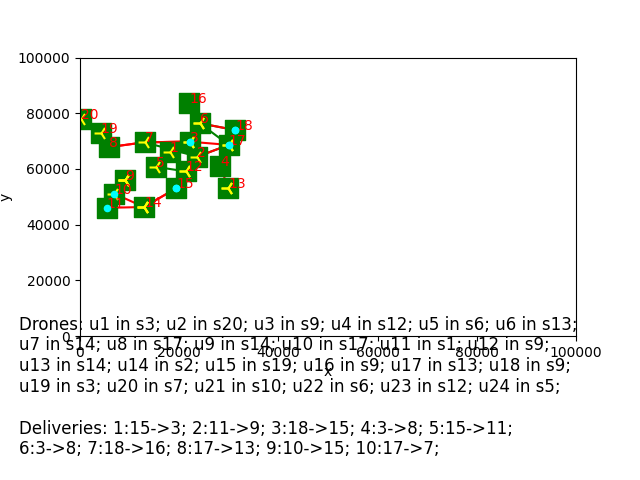 100000
80000
60000
40000
20000
0
y
16
20
18
19
13
14
Drones: u1 in s3; u2 in s20; u3 in s9; u4 in s12; u5 in s6; u6 in s13;
20000 40000 60000 80000 100000
u7 in s14; u8 in s17; u9 in s14; u10 in s17; u11 in s1; u12 in s9;
x
u13 in s14; u14 in s2; u15 in s19; u16 in s9; u17 in s13; u18 in s9;
u19 in s3; u20 in s7; u21 in s10; u22 in s6; u23 in s12; u24 in s5;
Deliveries: 1:15->3; 2:11->9; 3:18->15; 4:3->8; 5:15->11;
6:3->8; 7:18->16; 8:17->13; 9:10->15; 10:17->7;